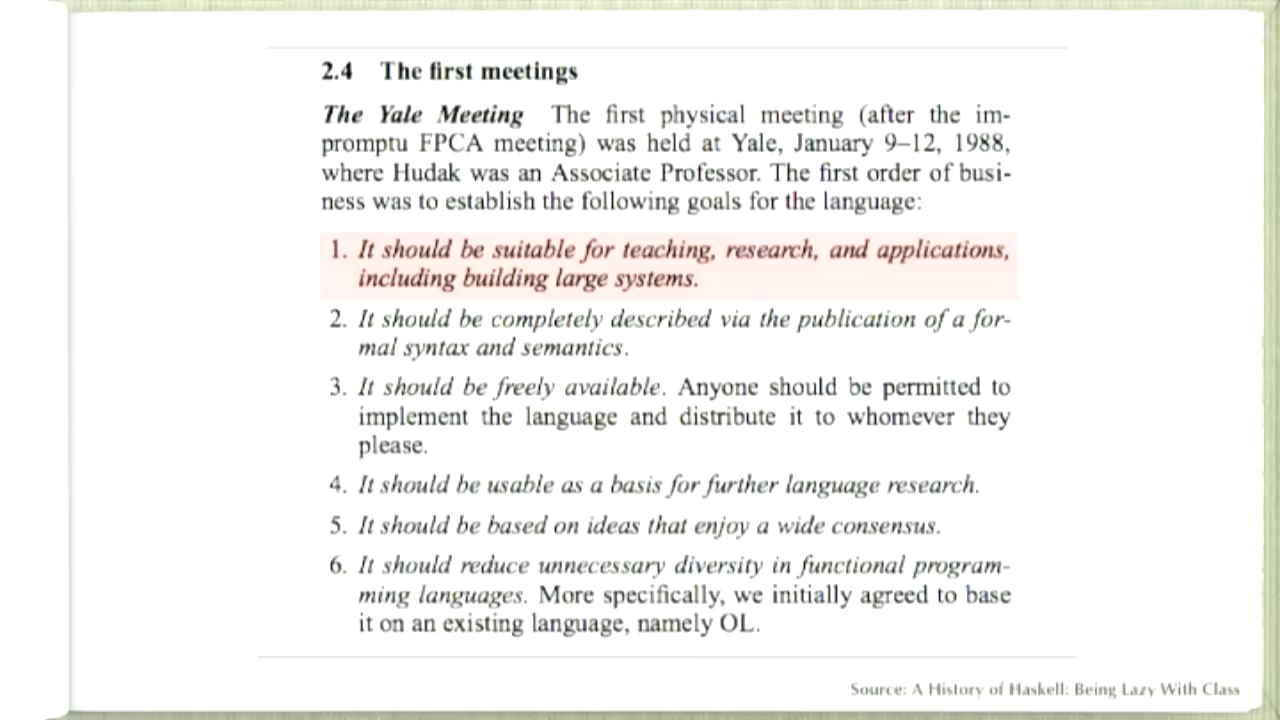 2.4 The first meetings
The Yale Meeting The first physical meeting (after the im-
promptu FPCA meeting) was held at Yale, January 9–12, 1988,
where Hudak was an Associate Professor. The first order of busi-
ness was to establish the following goals for the language:
1. It should be suitable for teaching, research, and applications,
including building large systems.
2. It should be completely described via the publication of a for-
mal syntax and semantics.
3. It should be freely available. Anyone should be permitted to
implement the language and distribute it to whomever they
please.
4. It should be usable as a basis for further language research.
5. It should be based on ideas that enjoy a wide consensus.
6. It should reduce unnecessary diversity in functional program-
ming languages. More specifically, we initially agreed to base
it on an existing language, namely OL.
Source: A History of Haskell: Being Lazy With Class